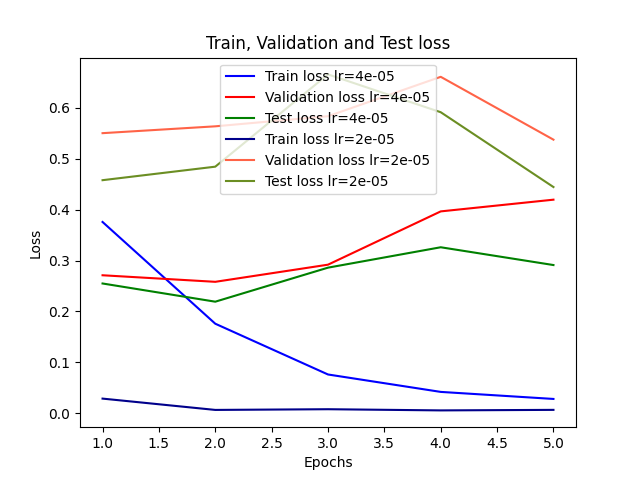 Train, Validation and Test loss
Train loss lr=4e-05
Validation loss lr=4e-05
Test loss lr=4e-05
Train loss lr=2e-05
Validation loss lr=2e-05
Test loss lr=2e-05
Loss
0.6
0.5
0.4
0.3
0.2
0.1
0.0
1.0 1.5 2.0 2.5 3.0 3.5 4.0 4.5 5.0
Epochs